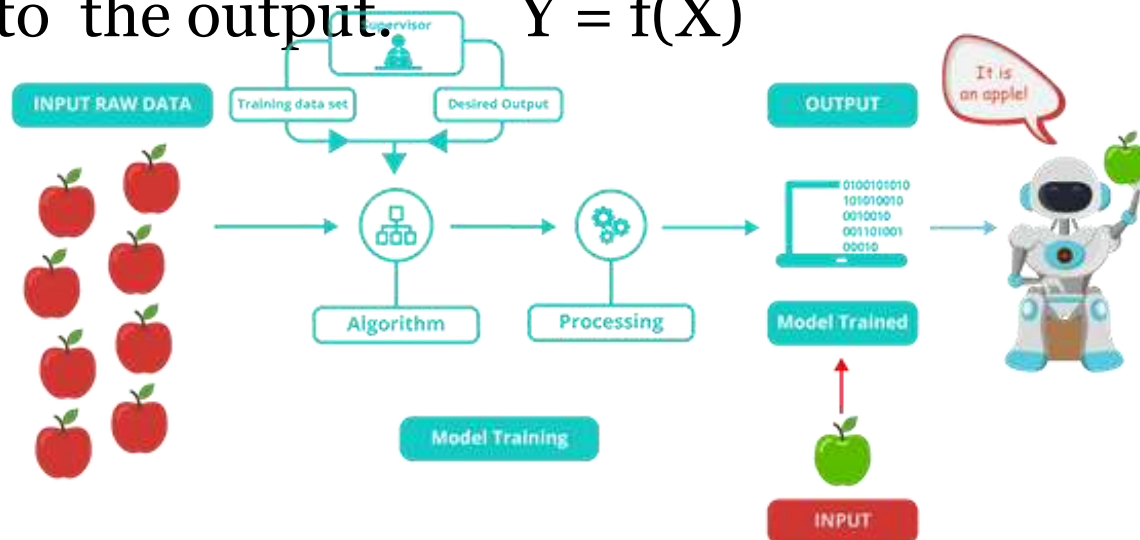 to the output. Y = f(X)
Supervisor
INPUT RAW DATA
Training data set
Desired Output
OUTPUT
It is
an apple!
0100101010
101010010
0010010
001101001
00010
Algorithm
Processing
Model Trained
Model Training
INPUT